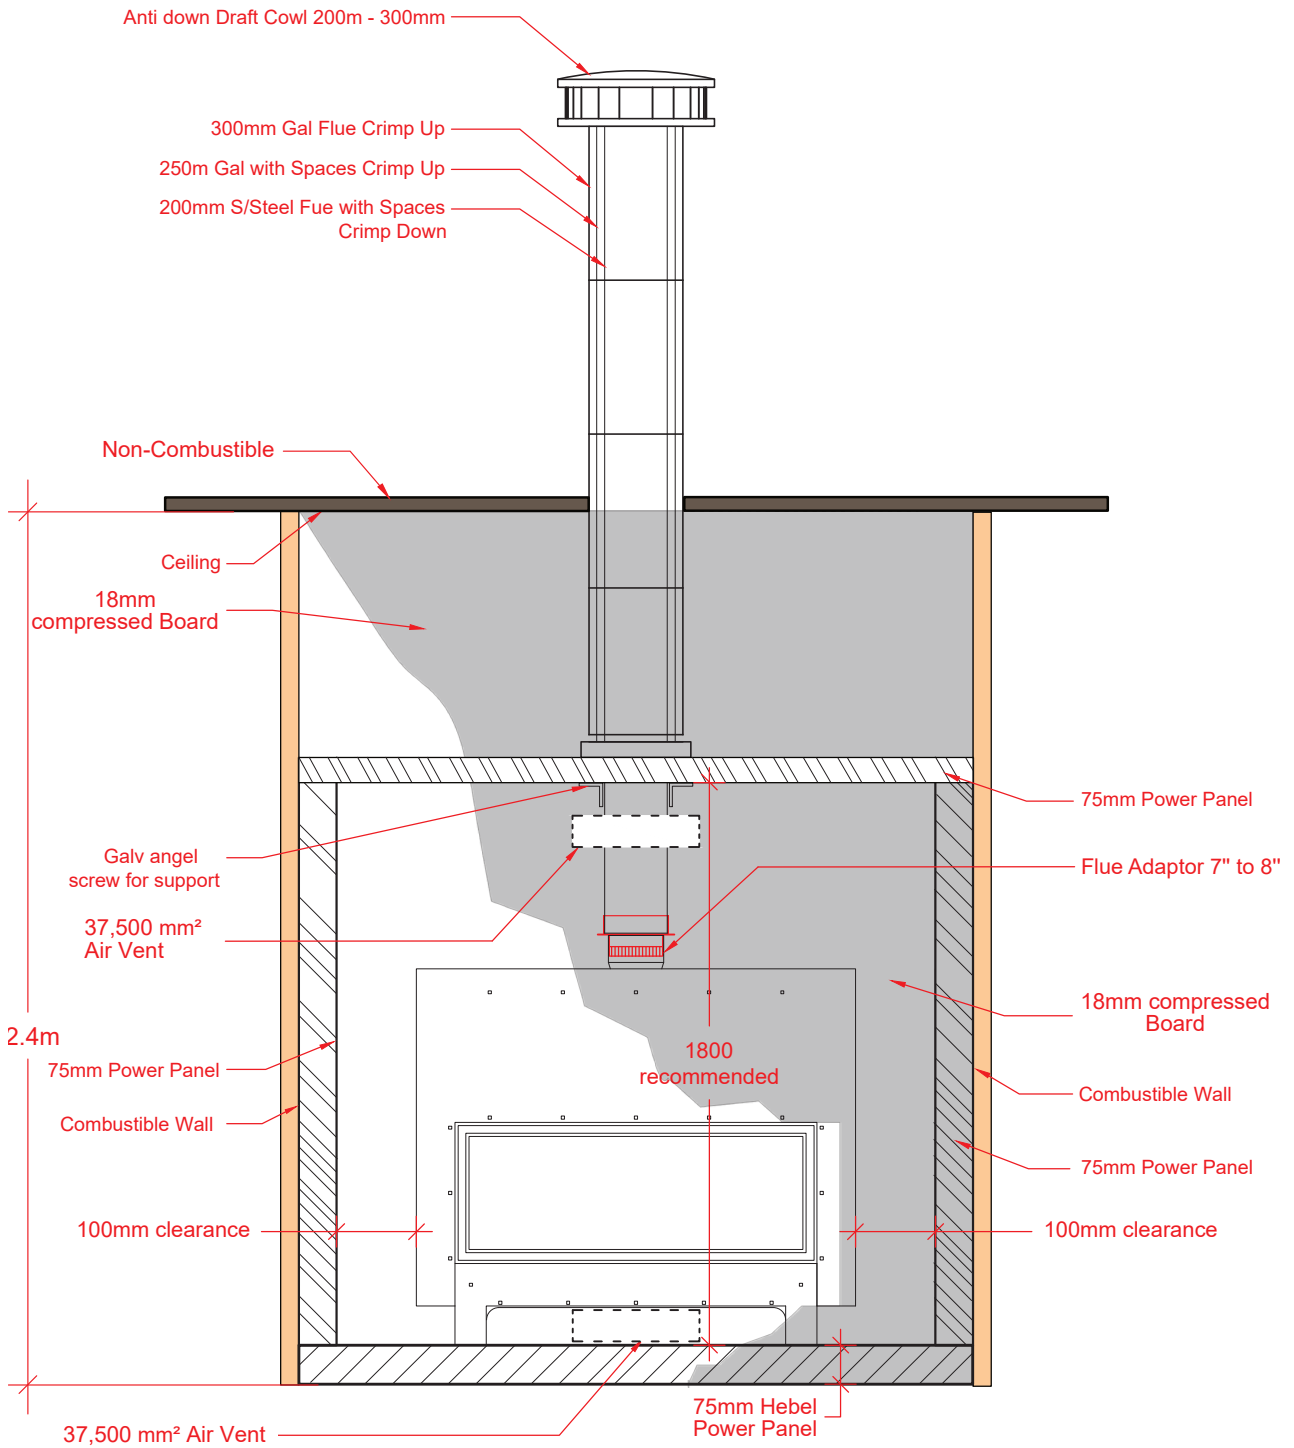 Anti down Draft Cowl 200m - 300mm
300mm Gal Flue Crimp Up
250m Gal with Spaces Crimp Up
200mm S/Steel Fue with Spaces
Crimp Down
Non-Combustible
Ceiling
18mm
compressed Board
75mm Power Panel
Galv angel
screw for support
Flue Adaptor 7" to 8"
37,500 mm²
Air Vent
18mm compressed
Board
2.4m
1800
recommended
75mm Power Panel
Combustible Wall
Combustible Wall
75mm Power Panel
100mm clearance
100mm clearance
75mm Hebel
Power Panel
37,500 mm² Air Vent